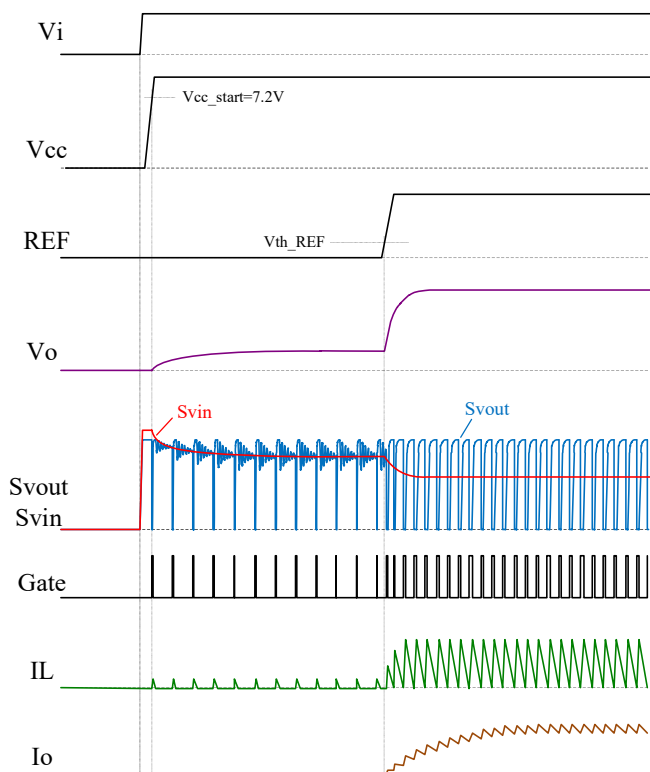 Vi
Vcc_start=7.2V
Vcc
REF
Vth_REF
Vo
Svin
Svout
Svout
Svin
Gate
IL
Io